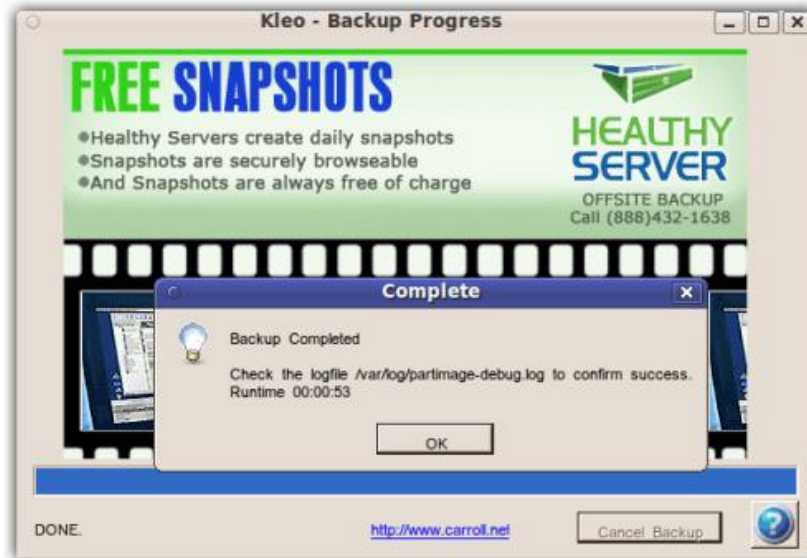 Kleo - Backup Progress
FREE SNAPSHOTS
Healthy Servers create daily snapshots
Snapshots are securely browseable
And Snapshots are always free of charge
HEALTHY
SERVER
OFFSITE BACKUP
Call (888)432-1638
Complete
Backup Completed
Check the logfile /var/log/partimage-debug.log to confirm success.
Runtime 00:00:53
OK
DONE.
http://www.carroll.net
Cancel Backup
?